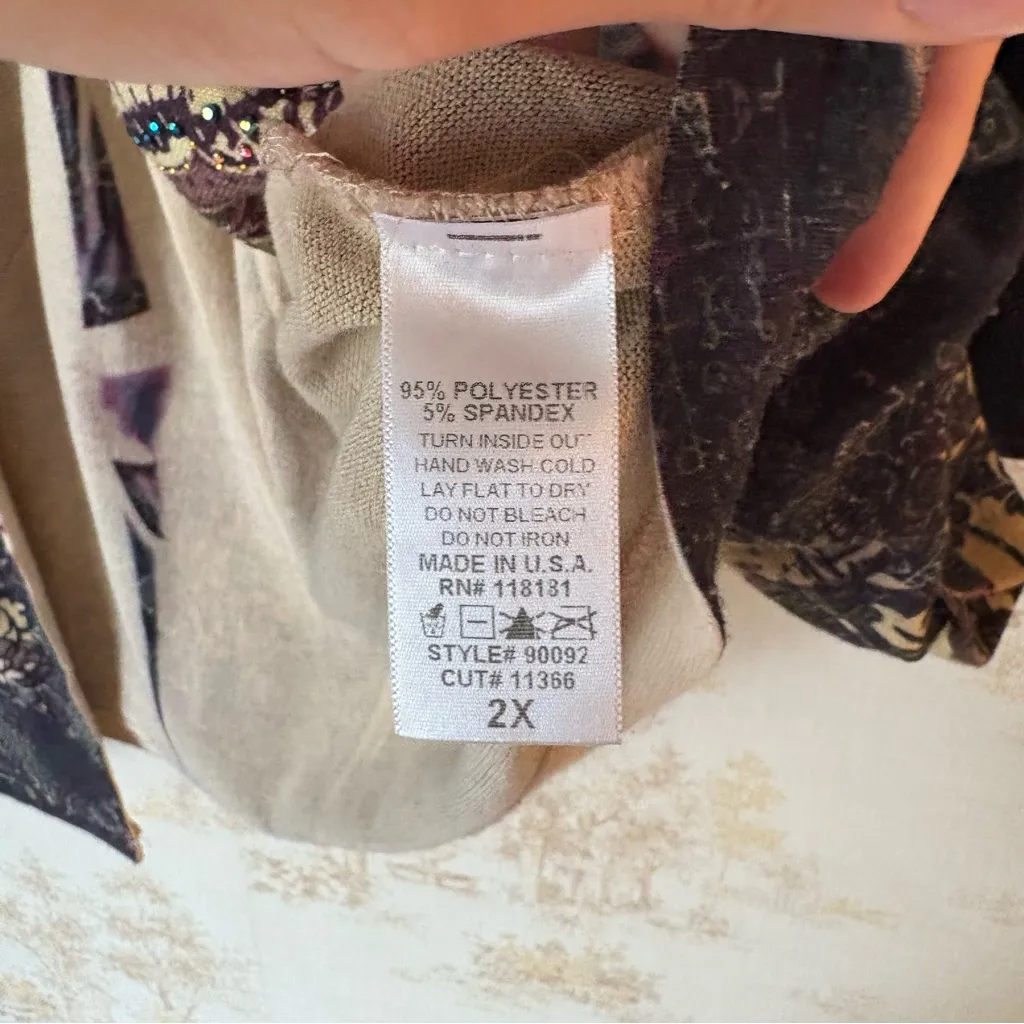 95% POLYESTER
5% SPANDEX
TURN INSIDE OUT
HAND WASH COLD
LAY FLAT TO DRY
DO NOT BLEACH
DO NOT IRON
MADE IN U.S.A.
RN# 118181
STYLE# 90092
CUT# 11366
2X